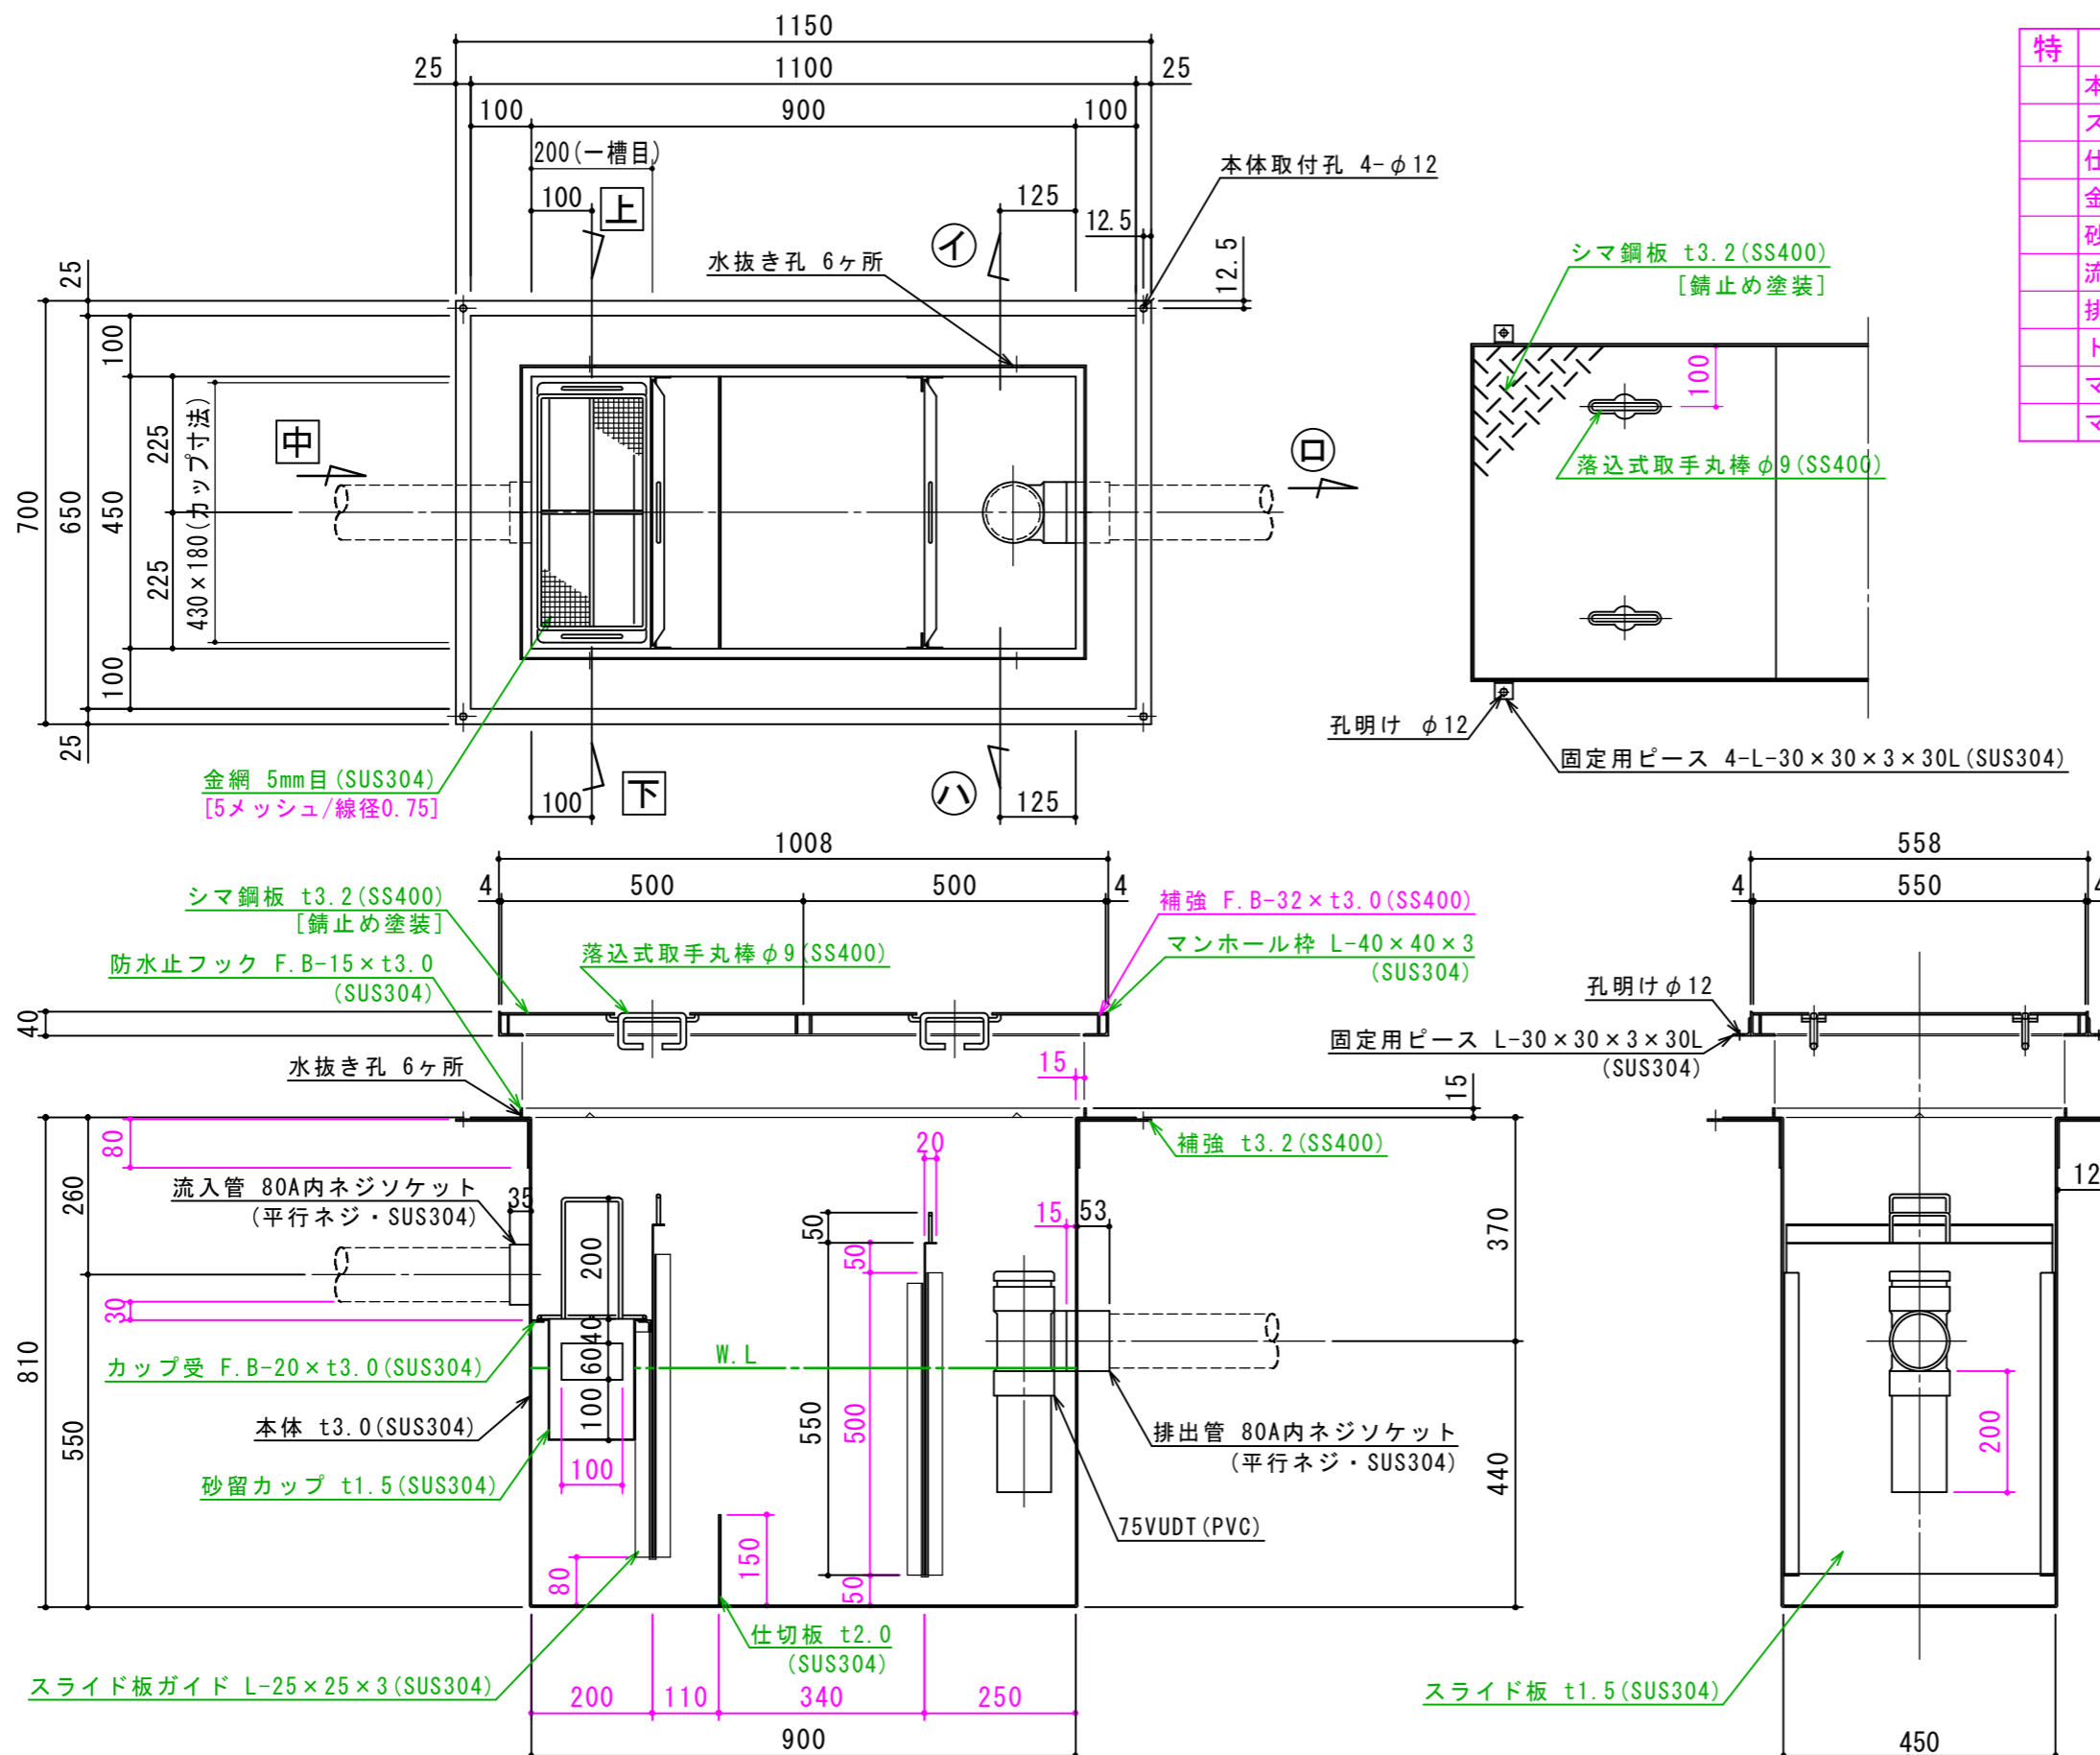 1150
25
1100
25
100
900
100
200(一槽目)
100
上
イ
125
12.5
12.5
本体取付孔 4-φ12
水抜き孔 6ヶ所
25
100
700
650
450
225
225
430×180(カップ寸法)
100
25
中
ロ
金網 5mm目(SUS304)
[5メッシュ/線径0.75]
100
下
ハ
125
シマ鋼板 t3.2(SS400)
[錆止め塗装]
100
落込式取手丸棒φ9(SS400)
孔明け φ12
固定用ピース 4-L-30×30×3×30L(SUS304)
特
1008
4
500
500
4
シマ鋼板 t3.2(SS400)
[錆止め塗装]
落込式取手丸棒φ9(SS400)
補強 F.B-32×t3.0(SS400)
マンホール枠 L-40×40×3
(SUS304)
防水止フック F.B-15×t3.0
(SUS304)
40
水抜き孔 6ヶ所
15
15
補強 t3.2(SS400)
80
260
流入管 80A内ネジソケット
(平行ネジ・SUS304)
35
30
810
550
200
40
60
100
100
カップ受 F.B-20×t3.0(SUS304)
本体 t3.0(SUS304)
砂留カップ t1.5(SUS304)
W.L
20
50
50
550
500
50
15
53
370
440
排出管 80A内ネジソケット
(平行ネジ・SUS304)
75VUDT(PVC)
80
150
仕切板 t2.0
(SUS304)
スライド板ガイド L-25×25×3(SUS304)
200
110
340
250
900
558
4
550
4
孔明けφ12
固定用ピース L-30×30×3×30L
(SUS304)
12
200
スライド板 t1.5(SUS304)
450